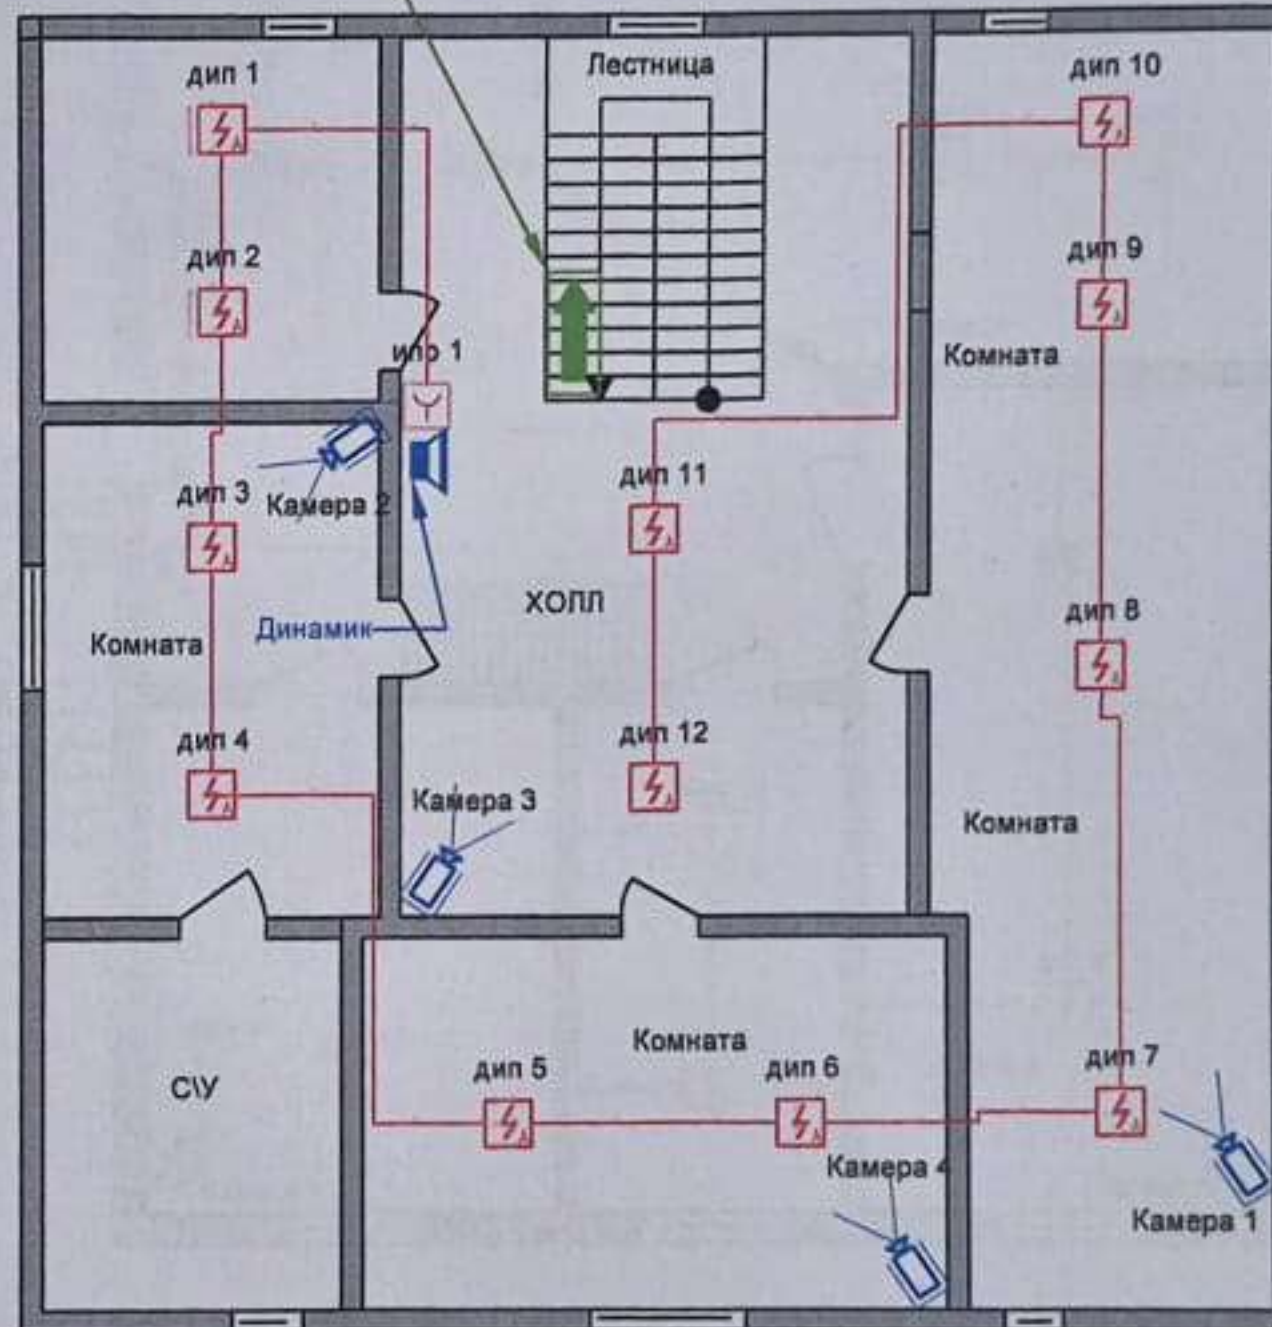 дип 1
Лестница
дип 10
дип 2
дип 9
ипр 1
Комната
дип 3
Камера 2
дип 11
ХОЛЛ
дип 8
Динамик
Комната
дип 4
дип 12
Камера 3
Комната
С\У
дип 5
Комната
дип 6
дип 7
Камера 4
Камера 1